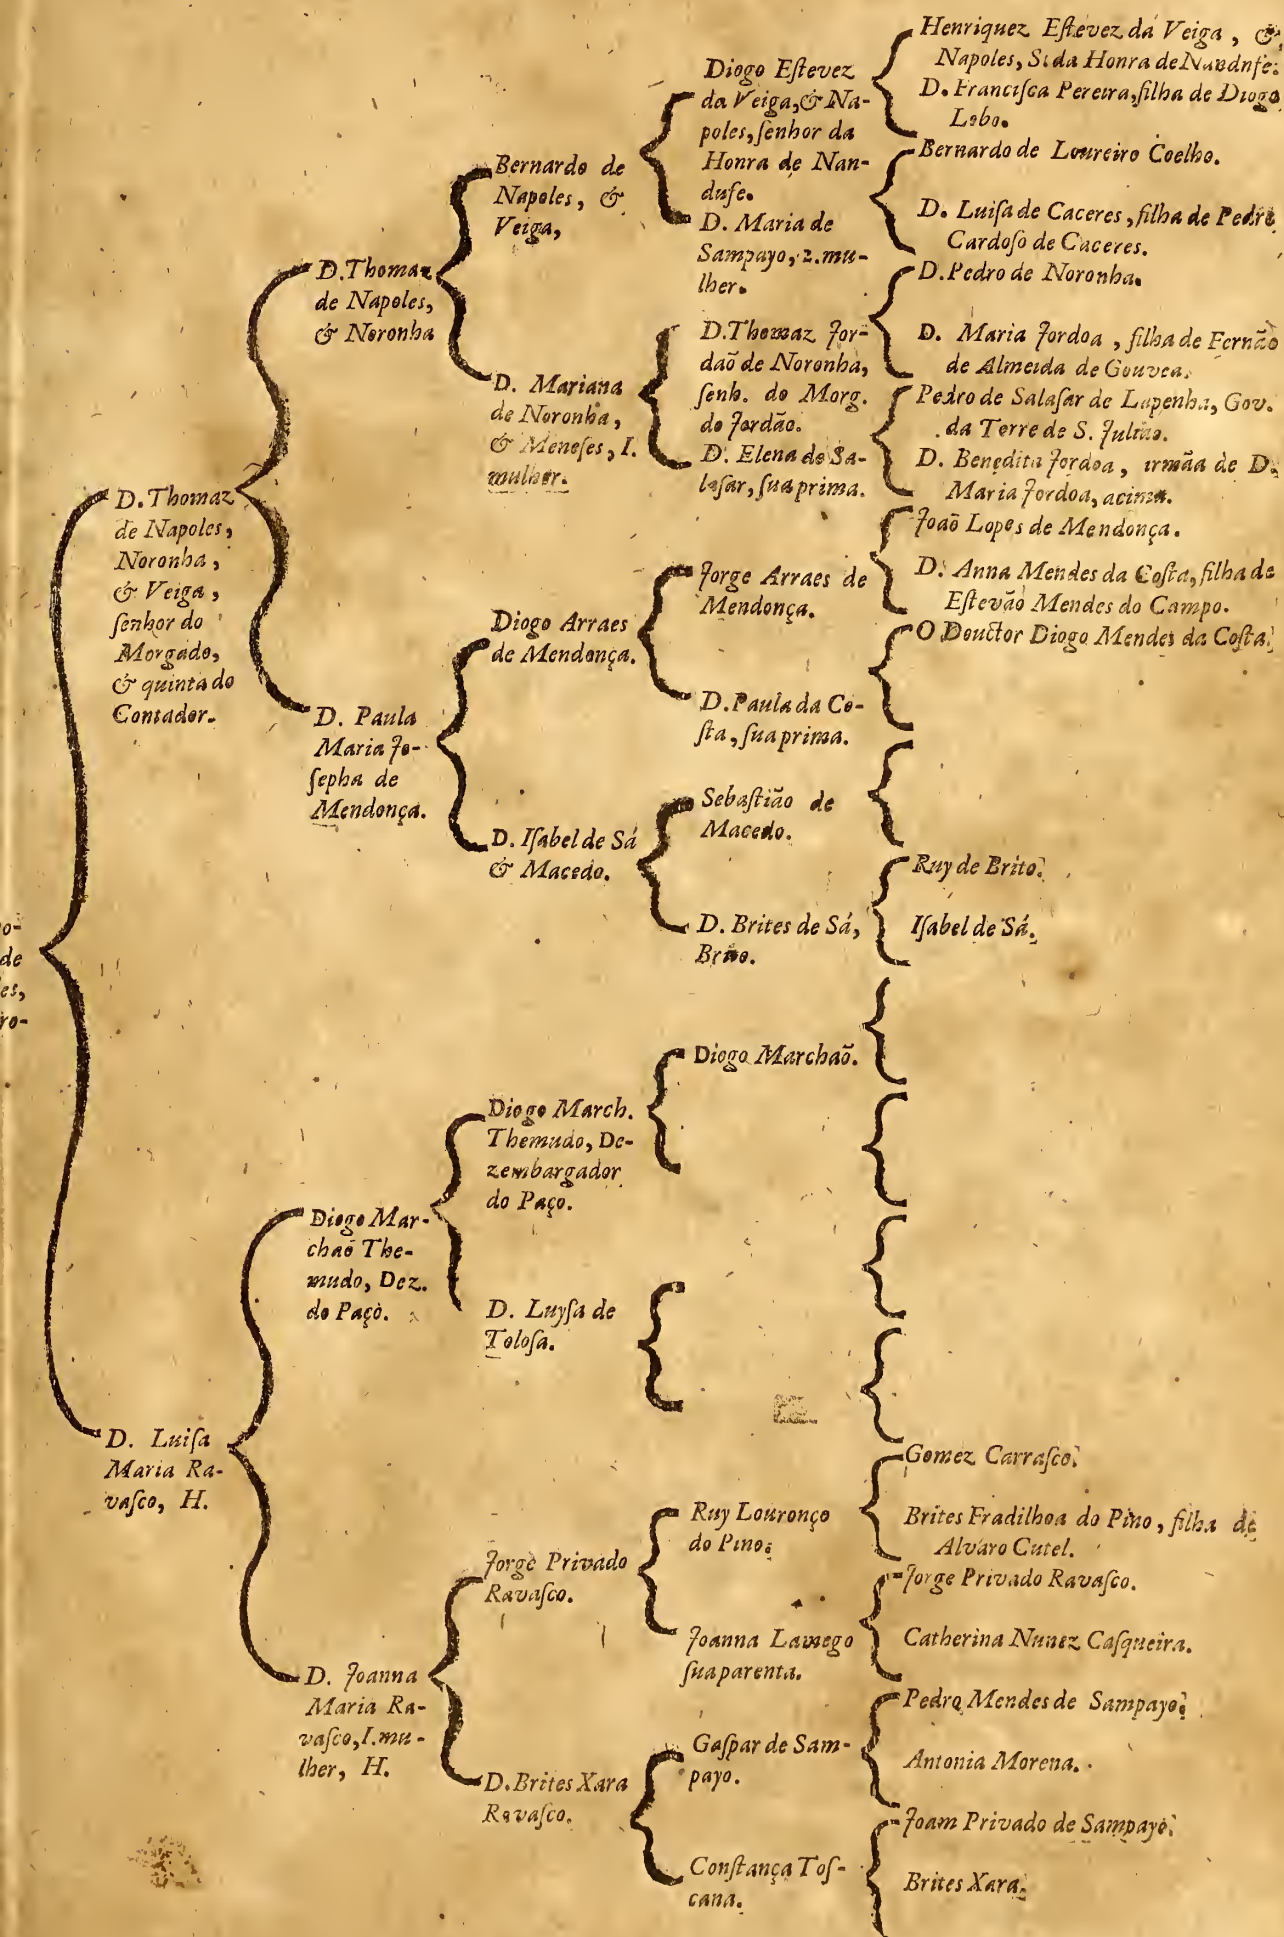 o-
de
es,
ro-
D. Thomaz
de Napoles,
Noronha,
& Veiga,
ſenhor do
Morgado,
& quinta do
Contador.
D. Luiſa
Maria Ra-
vaſco, H.
D. Thomaz
de Napoles,
& Noronha
D. Paula
Maria Jo-
ſepha de
Mendonça.
Diogo Mar-
chaõ The-
mudo, Dez.
do Paço.
D. Joanna
Maria Ra-
vaſco, I. mu-
lher, H.
Bernardo de
Napoles, &
Veiga,
D. Mariana
de Noronha,
& Meneſes, I.
mulher.
Diogo Arraes
de Mendonça.
D. Iſabel de Sá
& Macedo.
Diogo March.
Themudo, De-
zembargador
do Paço.
D. Luyſa de
Toloſa.
Jorge Privado
Ravaſco.
D. Brites Xara
Ravaſco.
Diogo Eſtevez
da Veiga, & Na-
poles, ſenhor da
Honra de Nan-
duſe.
D. Maria de
Sampayo, 2. mu-
lher.
D. Thomaz Jor-
daõ de Noronha,
ſenh. do Morg.
do Jordão.
D. Elena de Sa-
laſar, ſua prima.
Jorge Arraes de
Mendonça.
D. Paula da Co-
ſta, ſua prima.
Sebaſtião de
Macedo.
D. Brites de Sá,
Brito.
Diogo Marchaõ.
Ruy Louronço
do Pino.
Joanna Lamego
ſua parenta.
Gaſpar de Sam-
payo.
Conſtança Toſ-
cana.
Henriquez Eſtevez da Veiga, &
Napoles, S. da Honra de Nandnfe.
D. Franciſca Pereira, filha de Diogo
Lobo.
Bernardo de Loureiro Coelho.
D. Luiſa de Caceres, filha de Pedro
Cardoſo de Caceres.
D. Pedro de Noronha.
D. Maria Jordoa, filha de Fernão
de Almeida de Gouvea.
Pedro de Salaſar de Lapenha, Gov.
da Torre de S. Julião.
D. Benedita Jordoa, irmãa de D.
Maria Jordoa, acima.
Joaõ Lopes de Mendonça.
D. Anna Mendes da Coſta, filha de
Eſtevão Mendes do Campo.
O Douctor Diogo Mendes da Coſta.
Ruy de Brito.
Iſabel de Sá.
Gomez Carraſco.
Brites Fradilhoa do Pino, filha de
Alvaro Cutel.
Jorge Privado Ravaſco.
Catherina Nunez Caſqueira.
Pedro Mendes de Sampayo.
Antonia Morena.
Joam Privado de Sampayo.
Brites Xara.